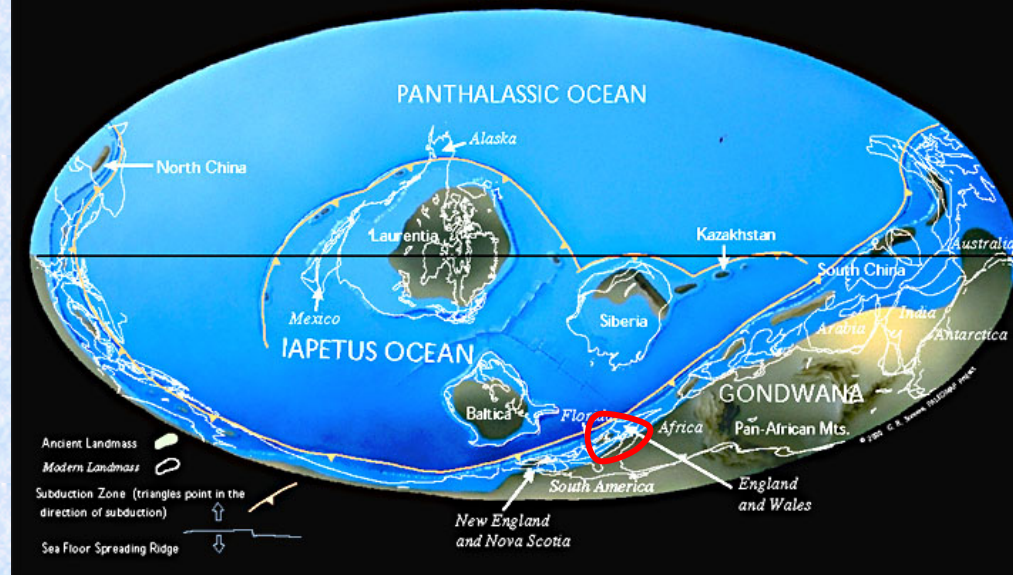 PANTHALASSIC OCEAN
Alaska
North China
Laurentia
Kazakhstan
Australia
South China
Mexico
Siberia
Arabia
India
Antarctica
IAPETUS OCEAN
GONDWANA
Baltica
Africa
Pan-African Mts.
South America
England
and Wales
New England
and Nova Scotia
Ancient Landmass
Modern Landmass
Subduction Zone (triangles point in the
direction of subduction)
Sea Floor Spreading Ridge